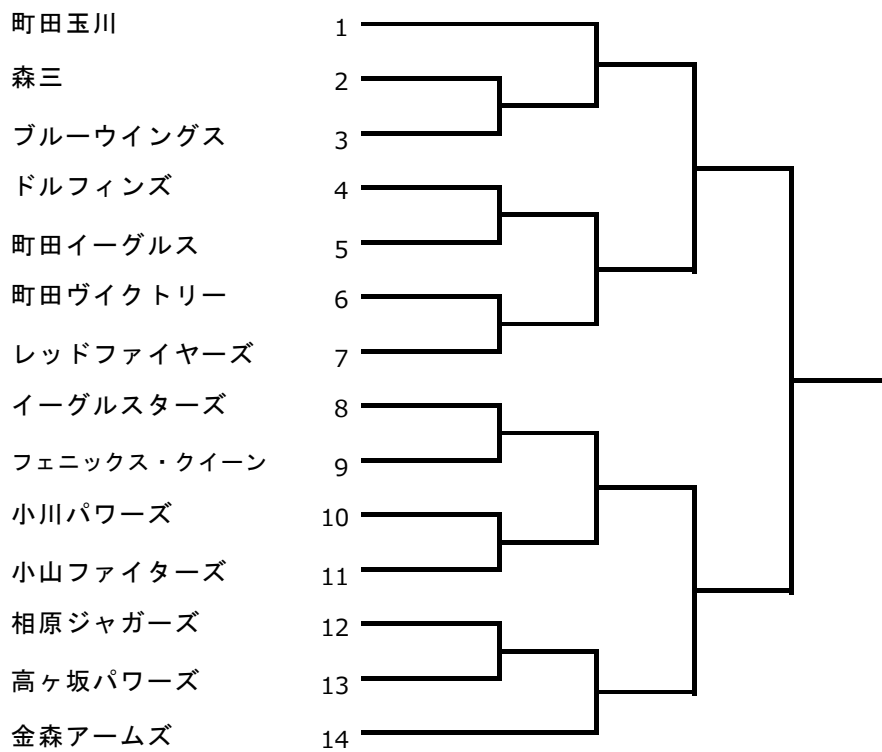 町田玉川 1
森三 2
ブルーウイングス 3
ドルフィンズ 4
町田イーグルス 5
町田ヴイクトリー 6
レッドファイヤーズ 7
イーグルスターズ 8
フェニックス・クイーン 9
小川パワーズ 10
小山ファイターズ 11
相原ジャガーズ 12
高ヶ坂パワーズ 13
金森アームズ 14